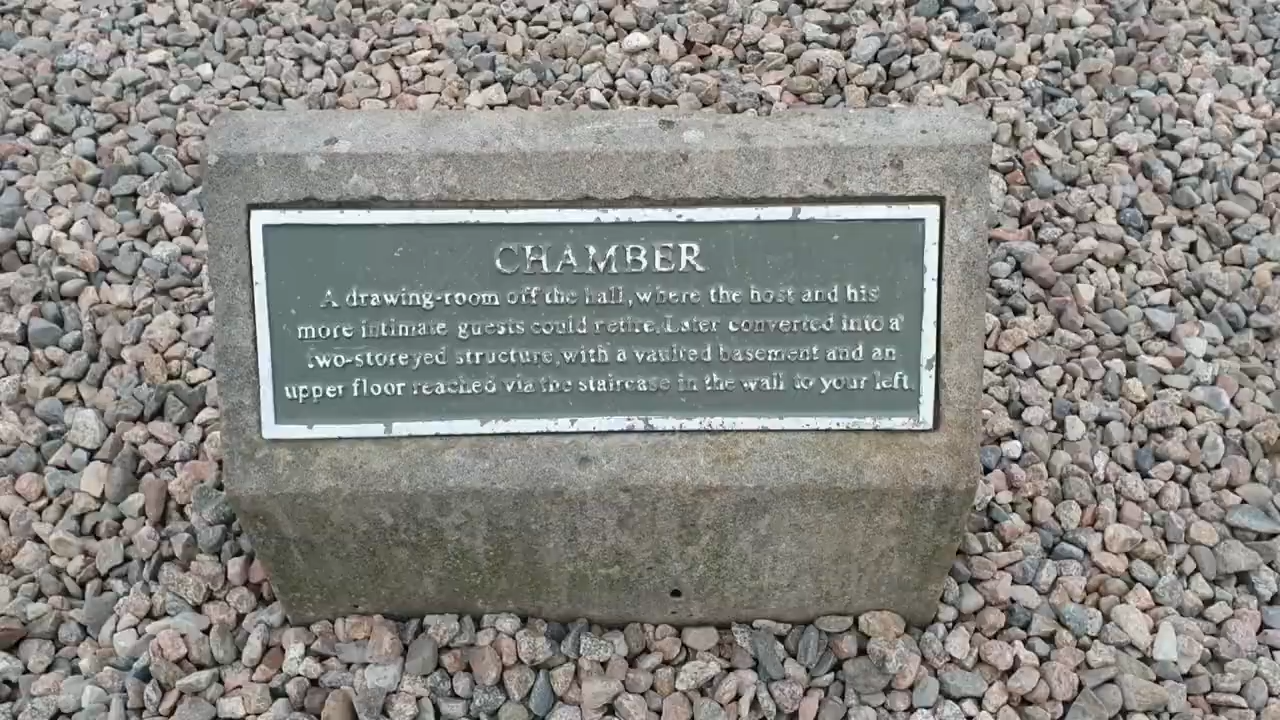 CHAMBER
A drawing-room off the hall, where the host and his
more intimate guests could retire. Later converted into a
two-storeyed structure, with a vaulted basement and an
upper floor reached via the staircase in the wall to your left.